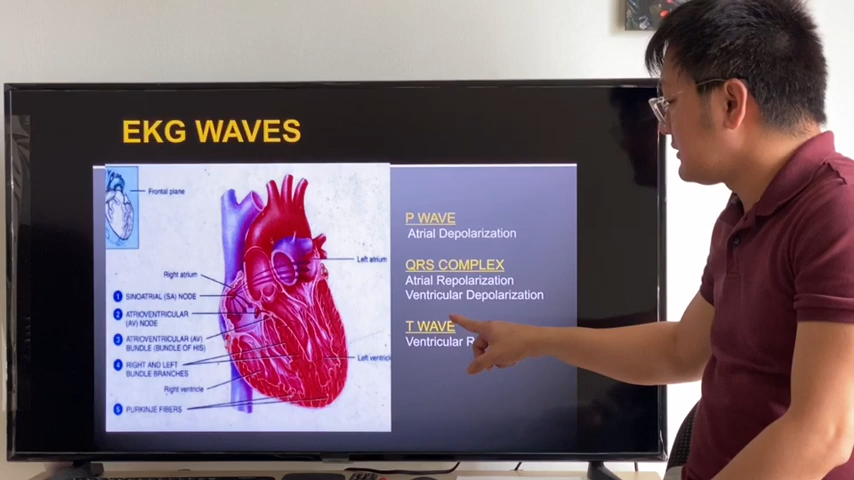 EKG WAVES
Frontal plane
Left atrium
Right atrium
1 SINOATRIAL (SA) NODE
2 ATRIOVENTRICULAR
(AV) NODE
3 ATRIOVENTRICULAR (AV)
BUNDLE (BUNDLE OF HIS)
4 RIGHT AND LEFT
BUNDLE BRANCHES
Left ventricl
Right ventricle
5 PURKINJE FIBERS
P WAVE
Atrial Depolarization
QRS COMPLEX
Atrial Repolarization
Ventricular Depolarization
T WAVE
Ventricular R